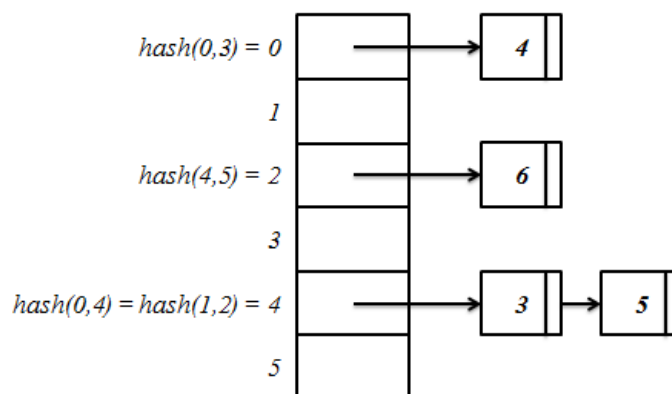 hash(0,3) = 0 4
1
hash(4,5) = 2 6
3
hash(0,4) = hash(1,2) = 4 3 5
5